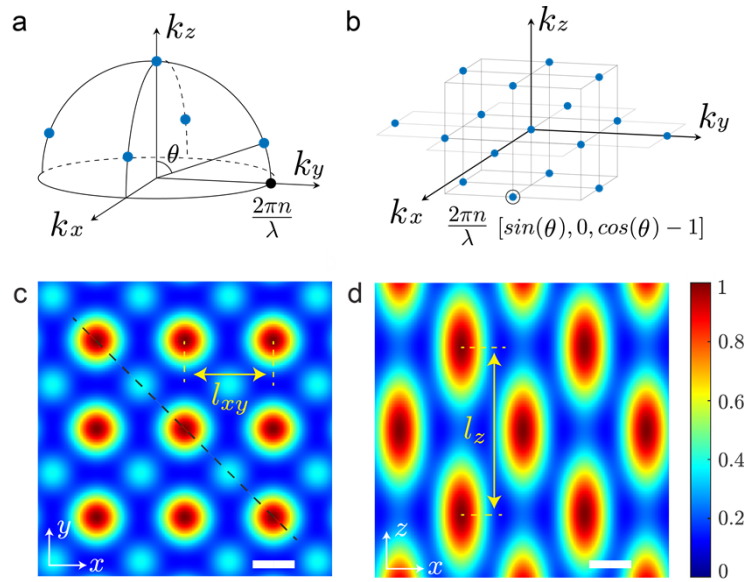 a
k_z
θ
k_y
k_x
2πn/λ
b
k_z
k_y
k_x
2πn/λ [sin(θ), 0, cos(θ) − 1]
c
l_xy
y
x
d
l_z
z
x
1
0.8
0.6
0.4
0.2
0